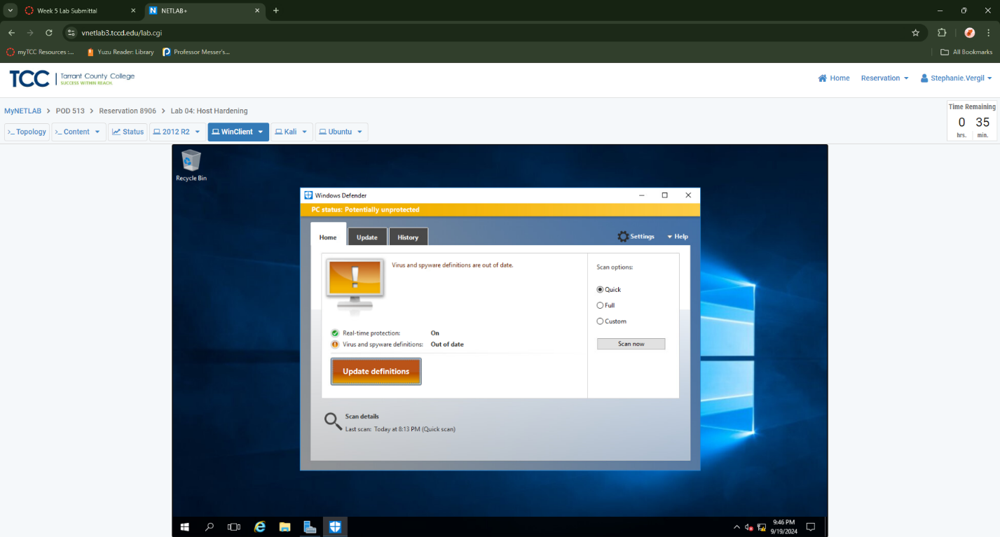 Week 5 Lab Submittal
NETLAB+
vnetlab3.tccd.edu/lab.cgi
myTCC Resources :...
Yuzu Reader: Library
Professor Messer's...
All Bookmarks
TCC
Tarrant County College
SUCCESS WITHIN REACH.
Home
Reservation
Stephanie.Vergil
MyNETLAB > POD 513 > Reservation 8906 > Lab 04: Host Hardening
Time Remaining
0 35
hrs. min.
>_ Topology
>_ Content
Status
2012 R2
WinClient
Kali
Ubuntu
Recycle Bin
Windows Defender
PC status: Potentially unprotected
Home
Update
History
Settings
Help
Virus and spyware definitions are out of date.
Real-time protection: On
Virus and spyware definitions: Out of date
Update definitions
Scan options:
Quick
Full
Custom
Scan now
Scan details
Last scan: Today at 8:13 PM (Quick scan)
9:46 PM
9/19/2024